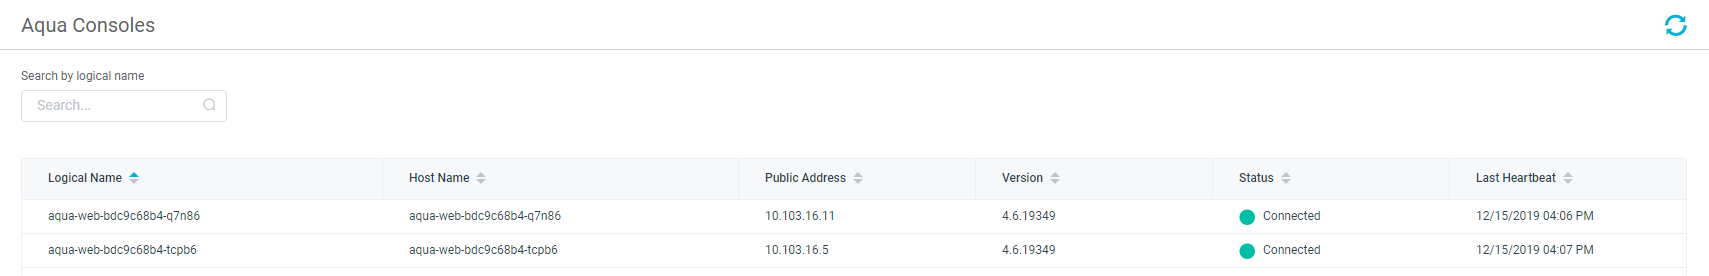 Aqua Consoles
Search by logical name
Search...
Logical Name Host Name Public Address Version Status Last Heartbeat
aqua-web-bdc9c68b4-q7n86 aqua-web-bdc9c68b4-q7n86 10.103.16.11 4.6.19349 Connected 12/15/2019 04:06 PM
aqua-web-bdc9c68b4-tcpb6 aqua-web-bdc9c68b4-tcpb6 10.103.16.5 4.6.19349 Connected 12/15/2019 04:07 PM